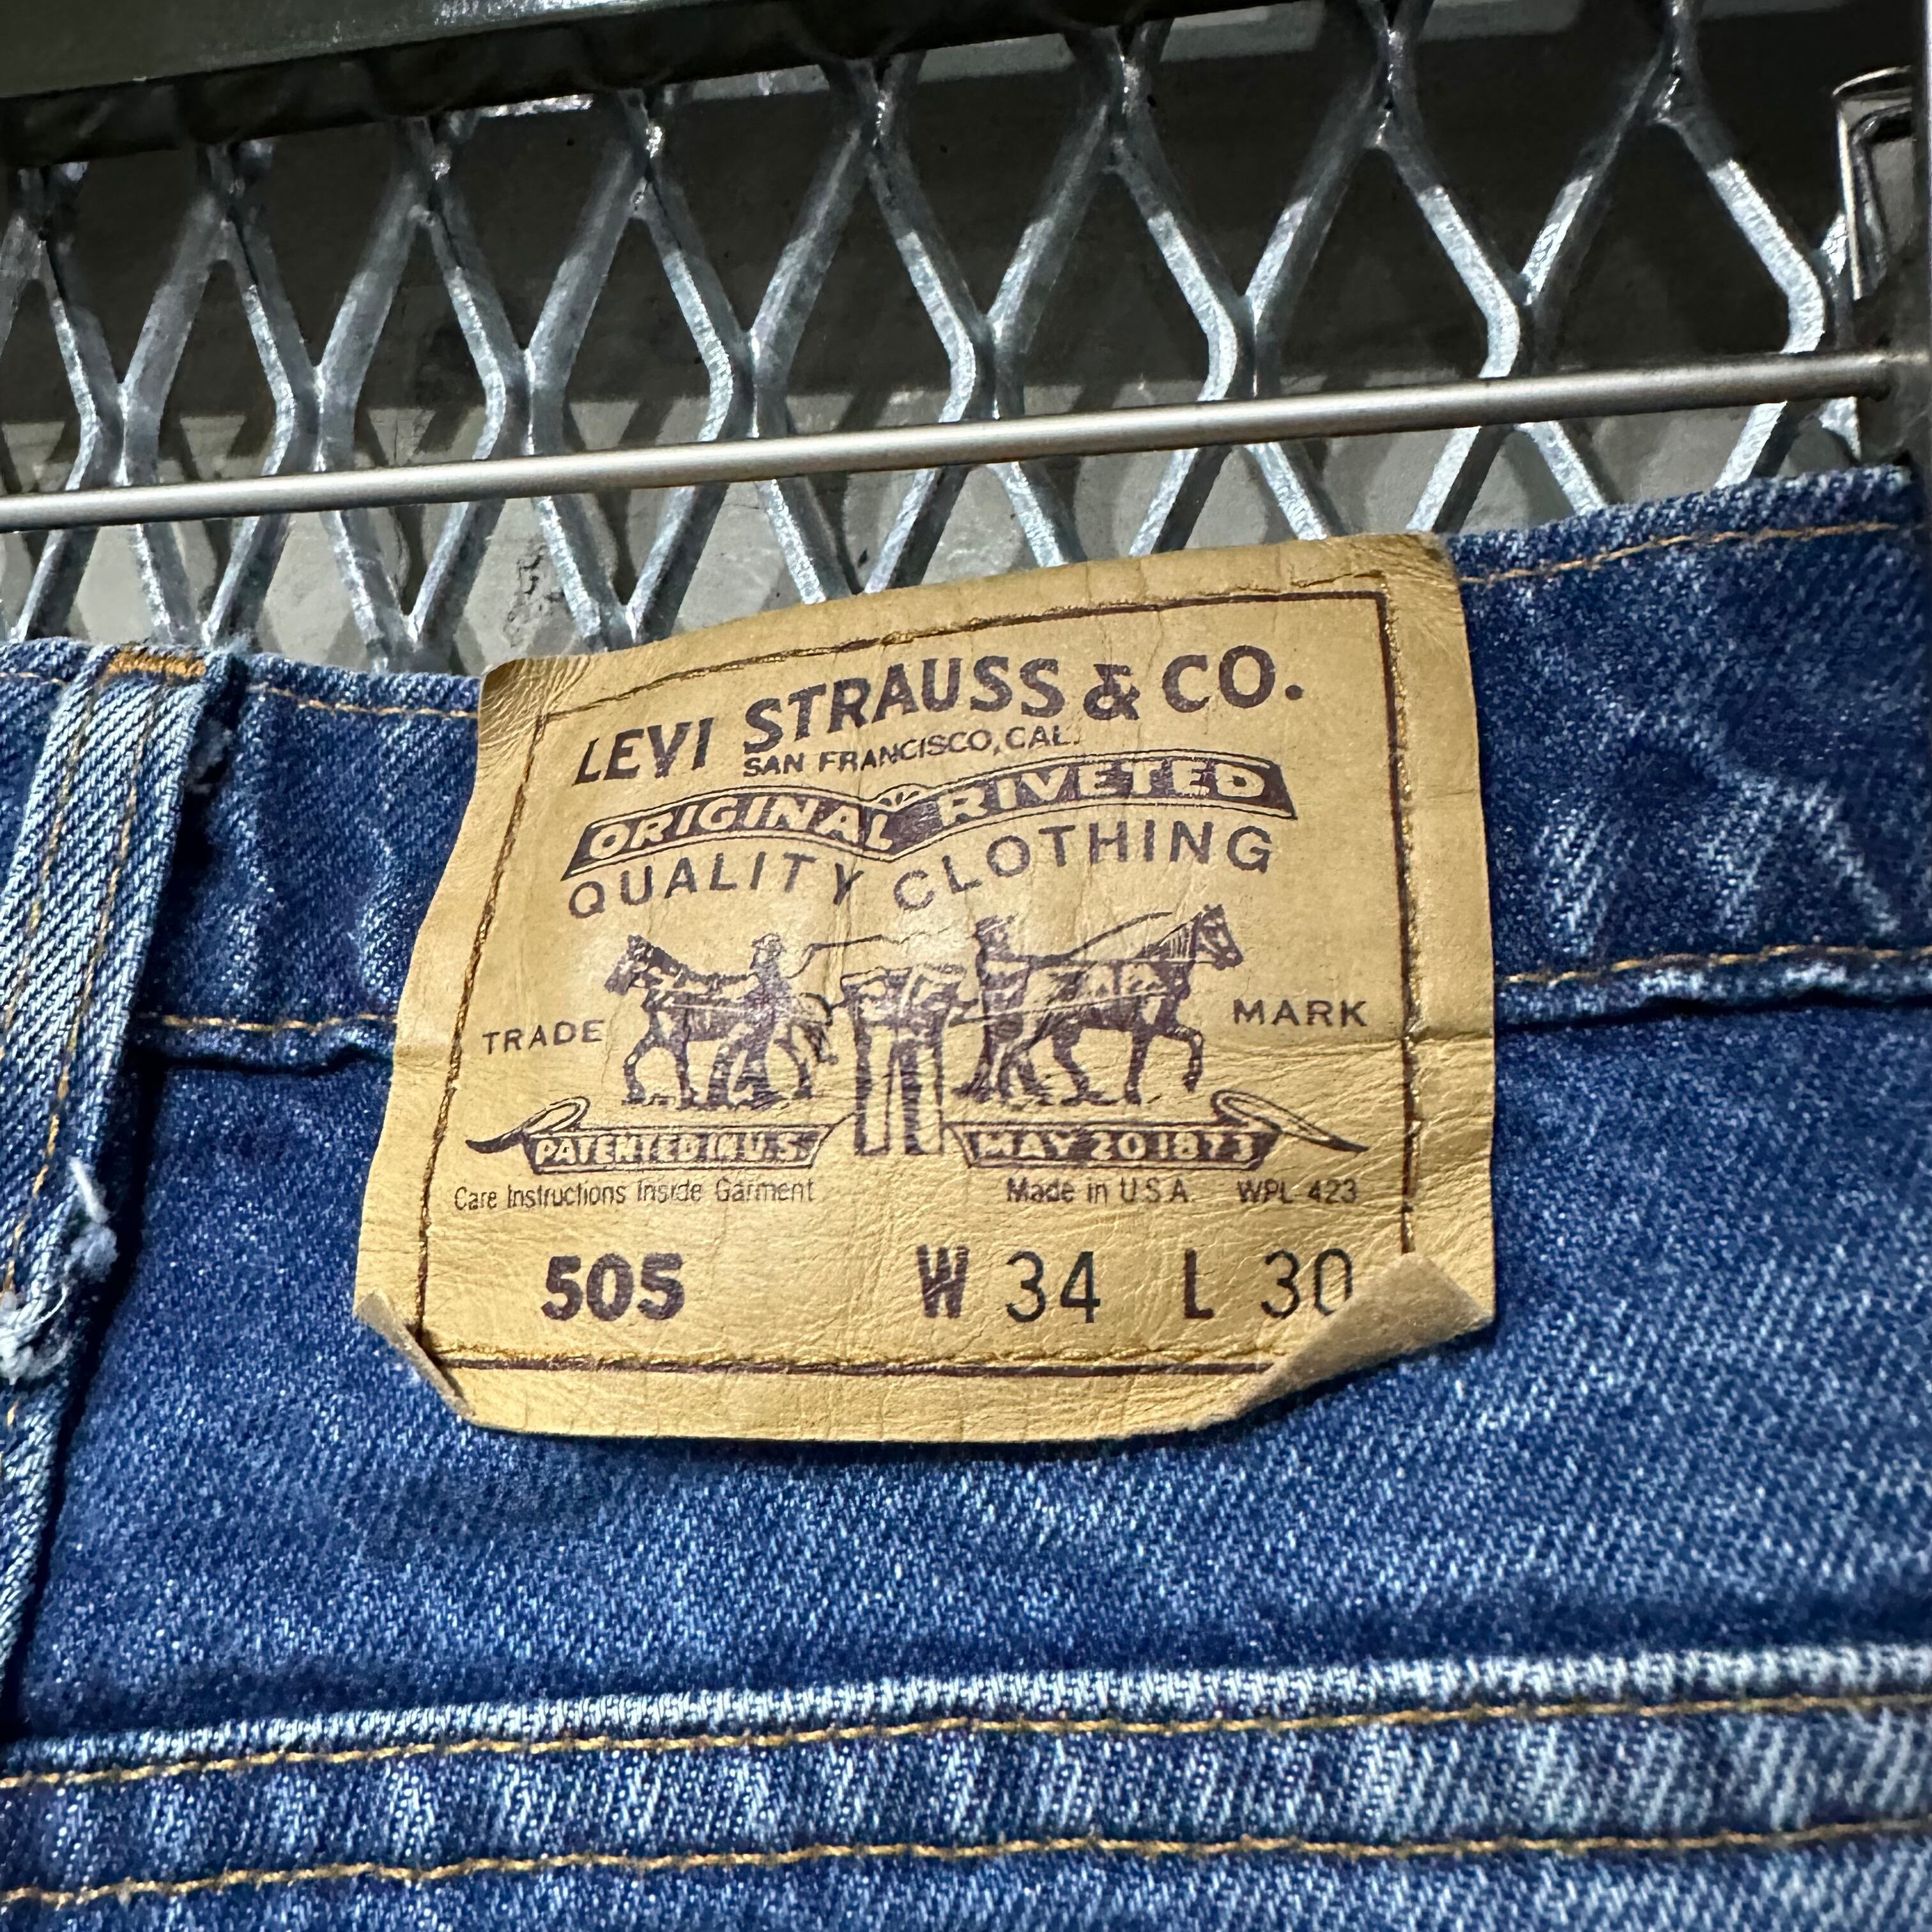 LEVI STRAUSS & CO.
SAN FRANCISCO, CAL.
ORIGINAL RIVETED
QUALITY CLOTHING
TRADE MARK
PATENTED IN U.S. MAY 20 1873
Care Instructions Inside Garment Made in U.S.A. WPL 423
505 W 34 L 30